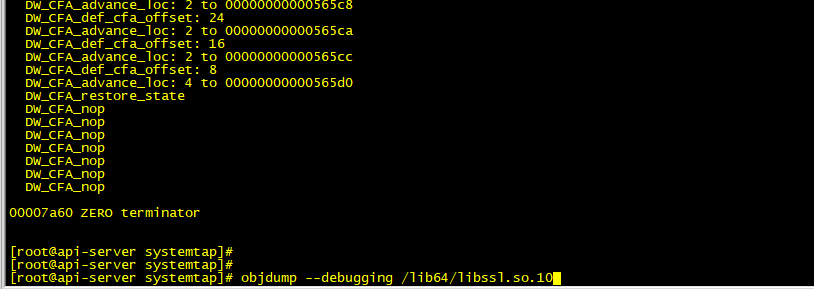 DW_CFA_advance_loc: 2 to 00000000000565c8
DW_CFA_def_cfa_offset: 24
DW_CFA_advance_loc: 2 to 00000000000565ca
DW_CFA_def_cfa_offset: 16
DW_CFA_advance_loc: 2 to 00000000000565cc
DW_CFA_def_cfa_offset: 8
DW_CFA_advance_loc: 4 to 00000000000565d0
DW_CFA_restore_state
DW_CFA_nop
DW_CFA_nop
DW_CFA_nop
DW_CFA_nop
DW_CFA_nop
DW_CFA_nop
DW_CFA_nop
00007a60 ZERO terminator
[root@api-server systemtap]#
[root@api-server systemtap]#
[root@api-server systemtap]# objdump --debugging /lib64/libssl.so.10